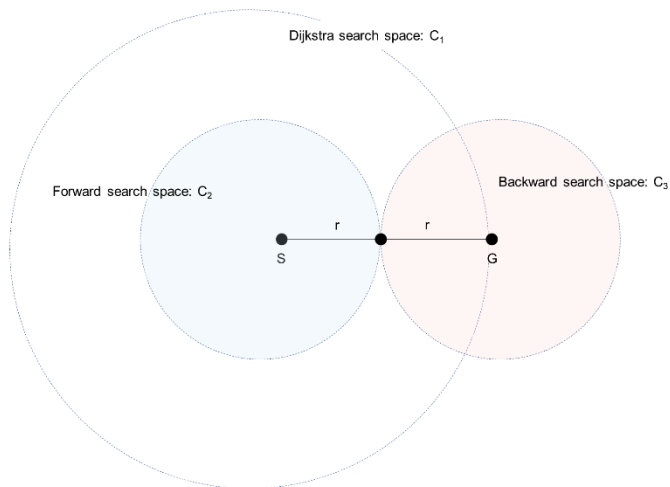 Dijkstra search space: C₁
Forward search space: C₂
Backward search space: C₃
r
r
S
G